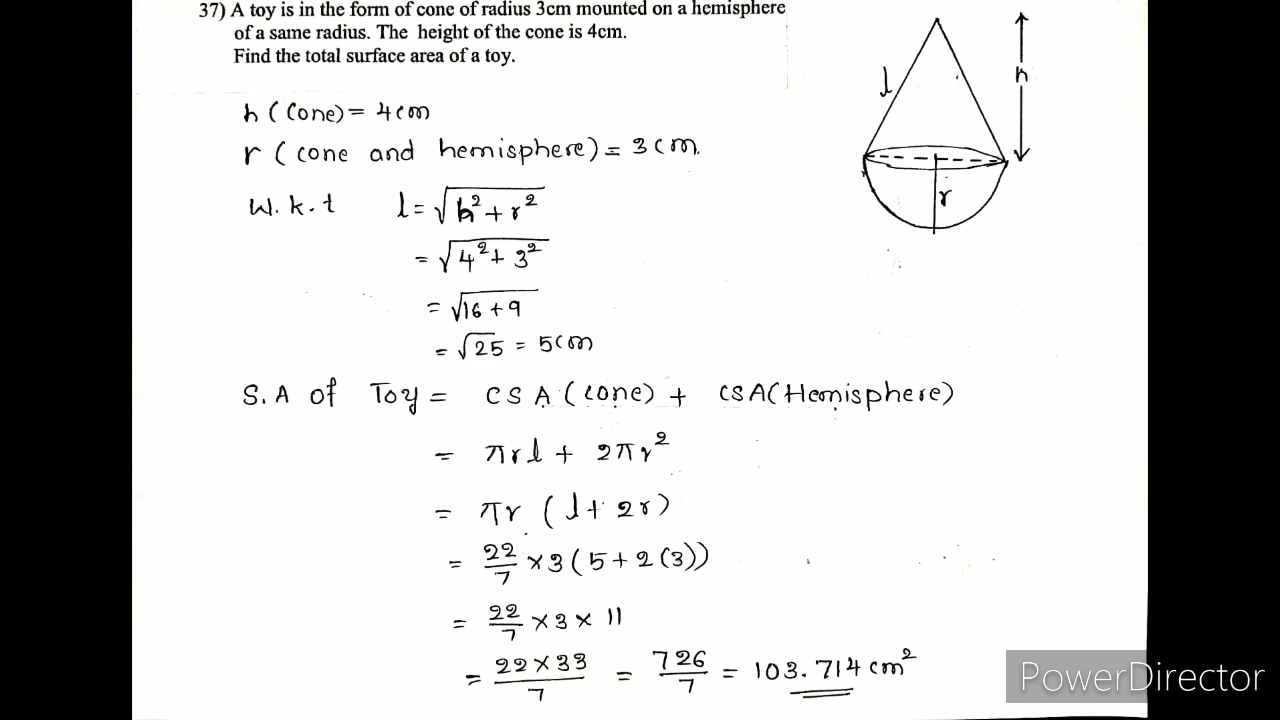 37) A toy is in the form of cone of radius 3cm mounted on a hemisphere
of a same radius. The height of the cone is 4cm.
Find the total surface area of a toy.
h (Cone) = 4cm
r (cone and hemisphere) = 3cm.
W.k.t l = √h² + r²
= √4² + 3²
= √16 + 9
= √25 = 5cm
l
h
r
S.A of Toy = CSA (cone) + CSA (Hemisphere)
= πrl + 2πr²
= πr (l + 2r)
= 22/7 × 3 (5 + 2(3))
= 22/7 × 3 × 11
= 22 × 33 / 7 = 726/7 = 103.714 cm²
PowerDirector